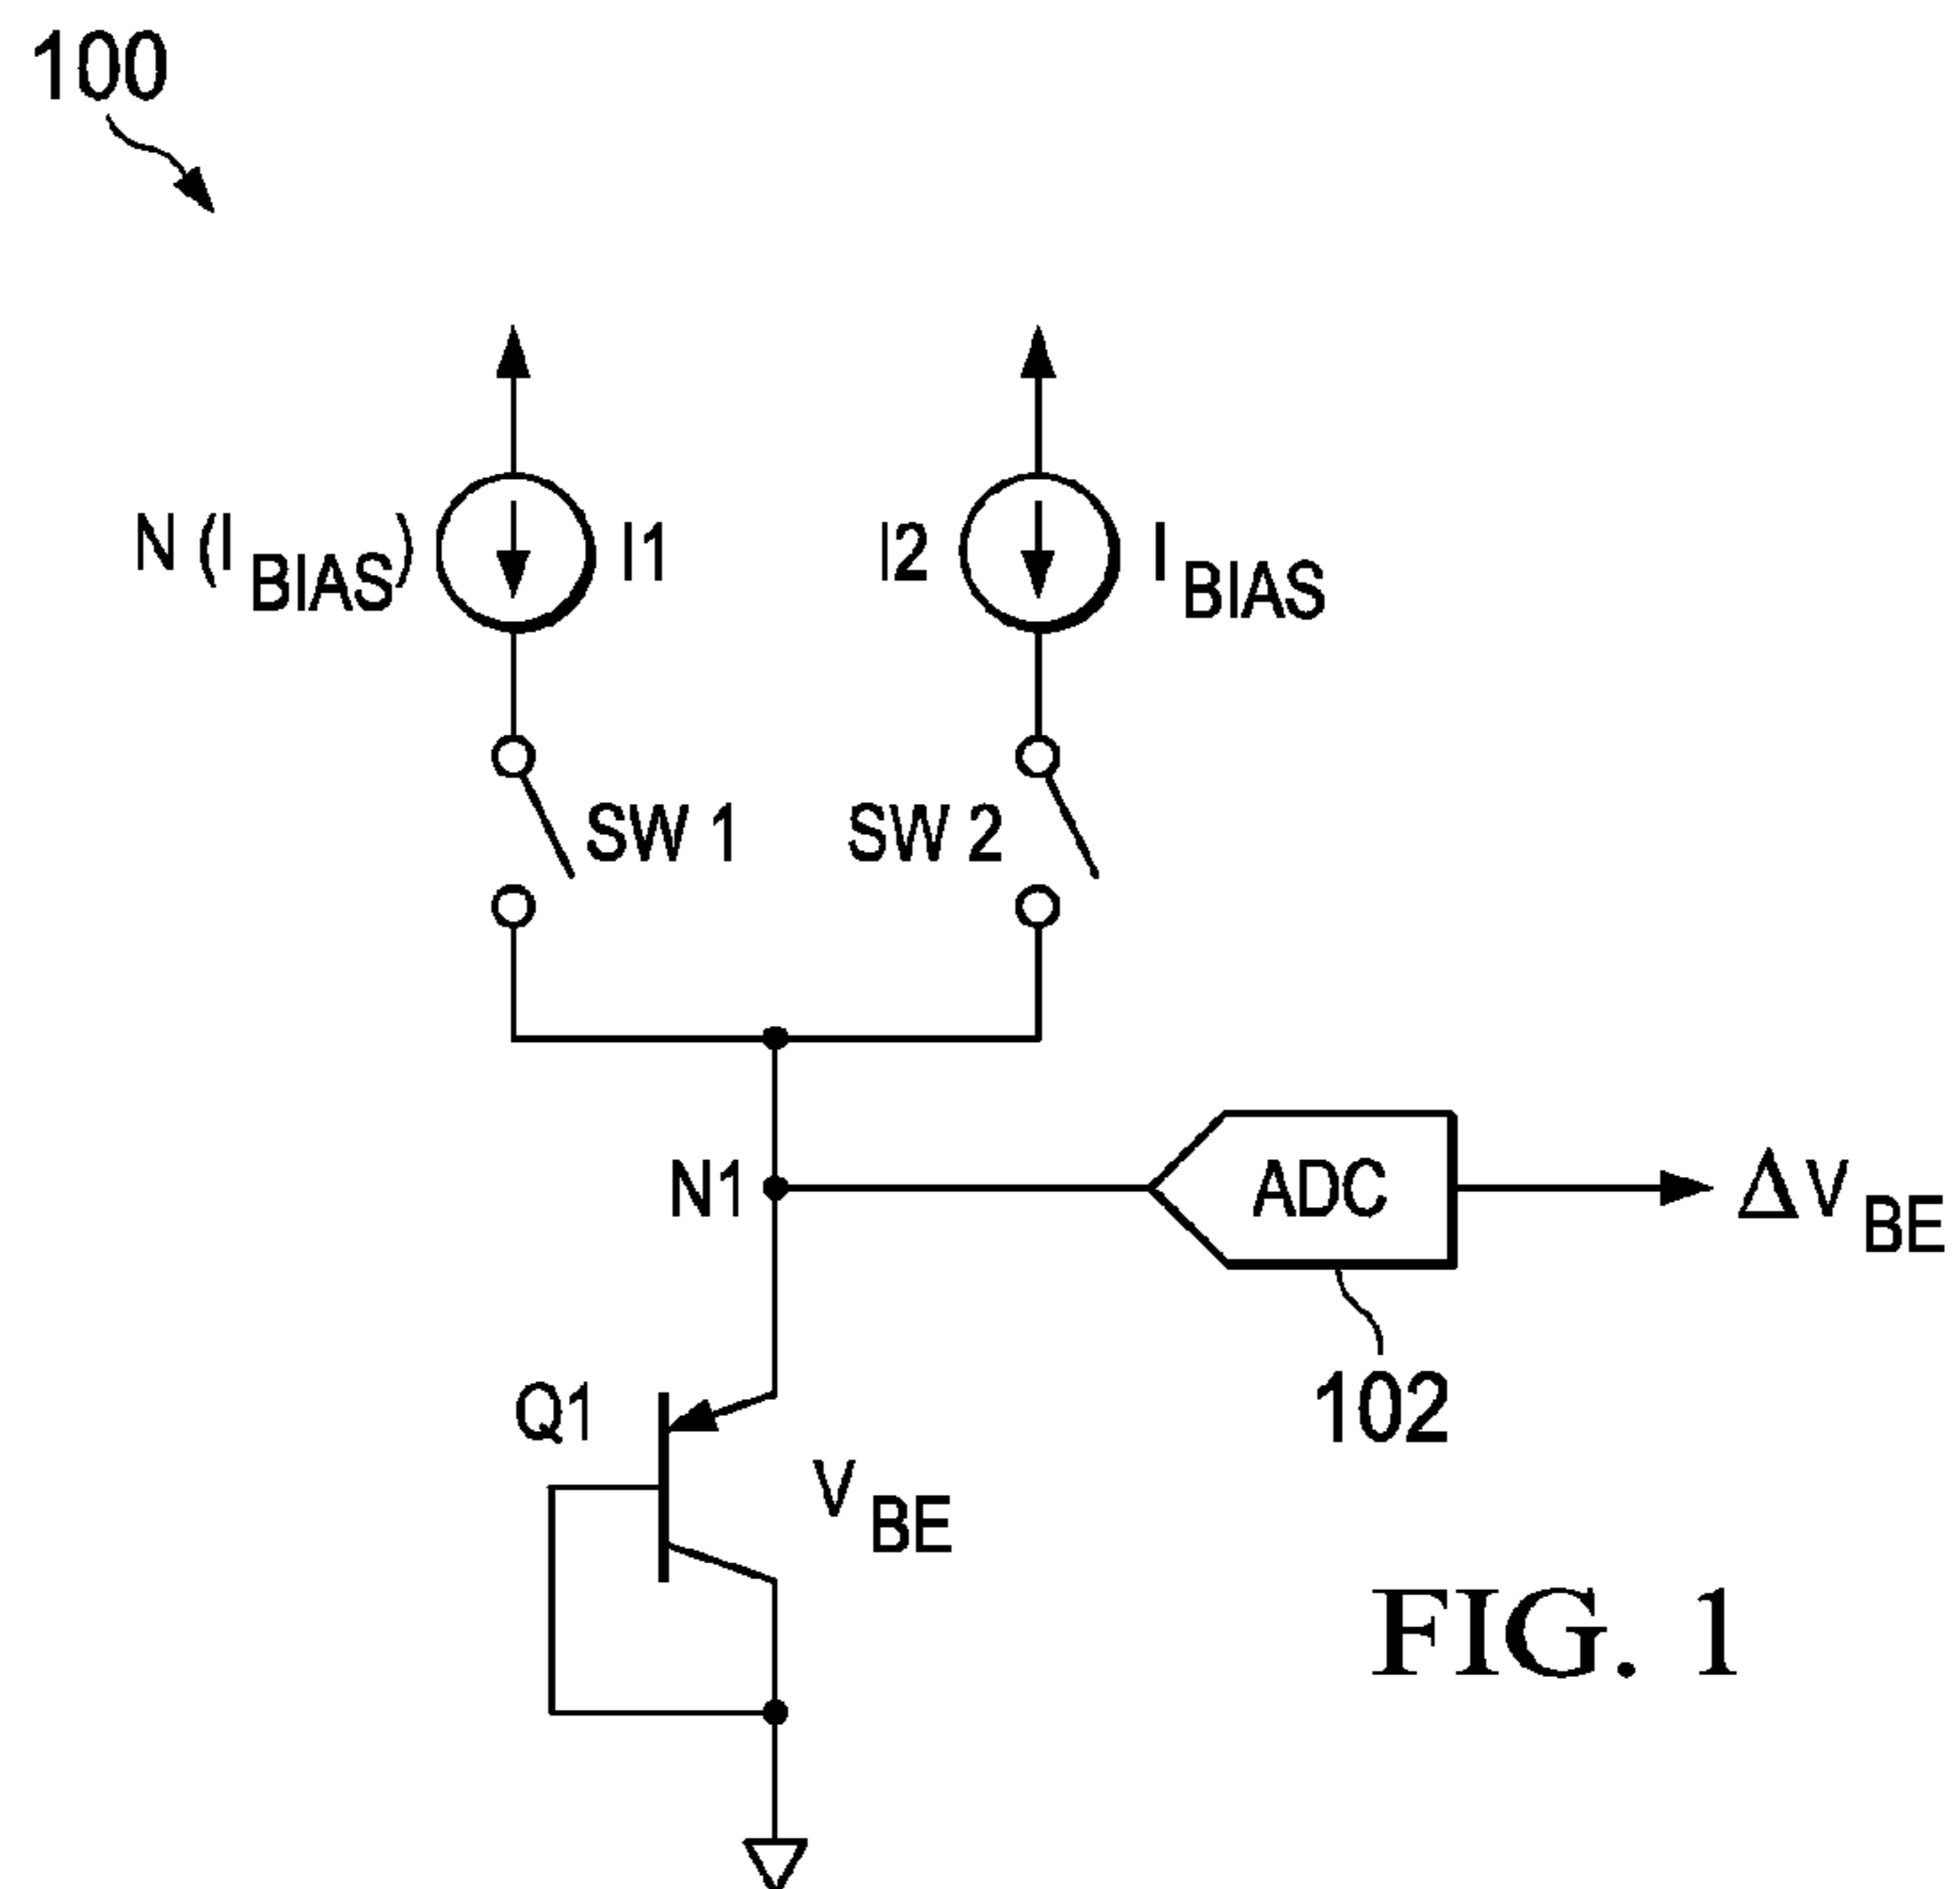 100
N (I BIAS) I1 I2 I BIAS
SW 1 SW 2
N1 ADC ΔV BE
102
Q1
V BE
FIG. 1